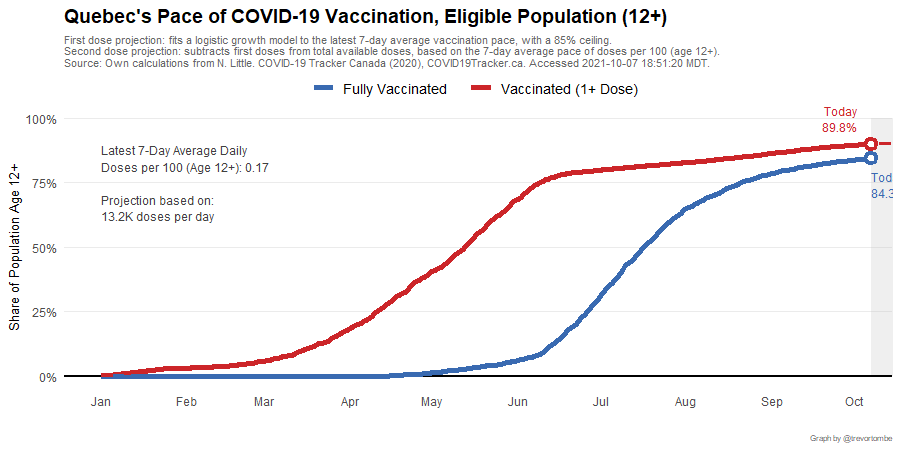 Quebec's Pace of COVID-19 Vaccination, Eligible Population (12+)
First dose projection: fits a logistic growth model to the latest 7-day average vaccination pace, with a 85% ceiling.
Second dose projection: subtracts first doses from total available doses, based on the 7-day average pace of doses per 100 (age 12+).
Source: Own calculations from N. Little. COVID-19 Tracker Canada (2020), COVID19Tracker.ca. Accessed 2021-10-07 18:51:20 MDT.
Fully Vaccinated
Vaccinated (1+ Dose)
Today
89.8%
Tod
84.3
Latest 7-Day Average Daily
Doses per 100 (Age 12+): 0.17
Projection based on:
13.2K doses per day
Share of Population Age 12+
100%
75%
50%
25%
0%
Jan Feb Mar Apr May Jun Jul Aug Sep Oct
Graph by @trevortombe